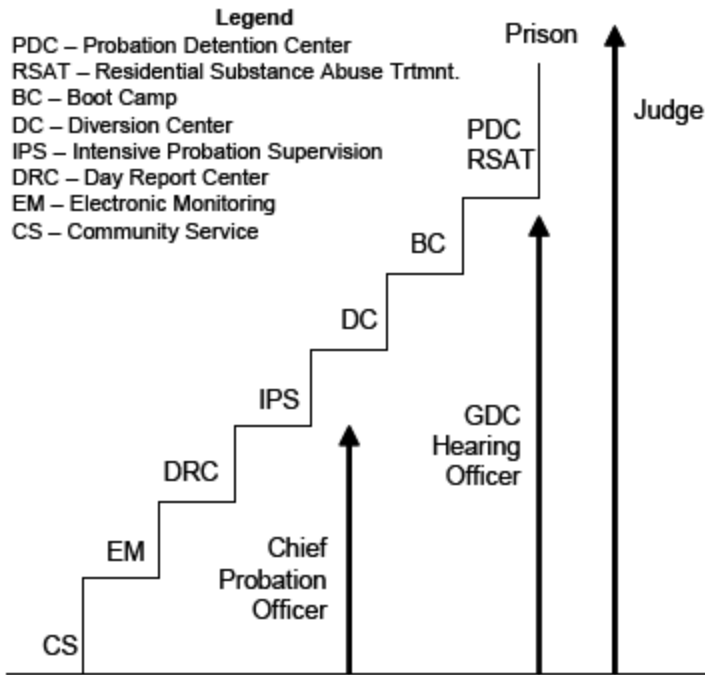 Legend
PDC – Probation Detention Center
RSAT – Residential Substance Abuse Trtmnt.
BC – Boot Camp
DC – Diversion Center
IPS – Intensive Probation Supervision
DRC – Day Report Center
EM – Electronic Monitoring
CS – Community Service
Prison
Judge
PDC
RSAT
BC
DC
IPS
GDC
Hearing
Officer
DRC
EM
Chief
Probation
Officer
CS